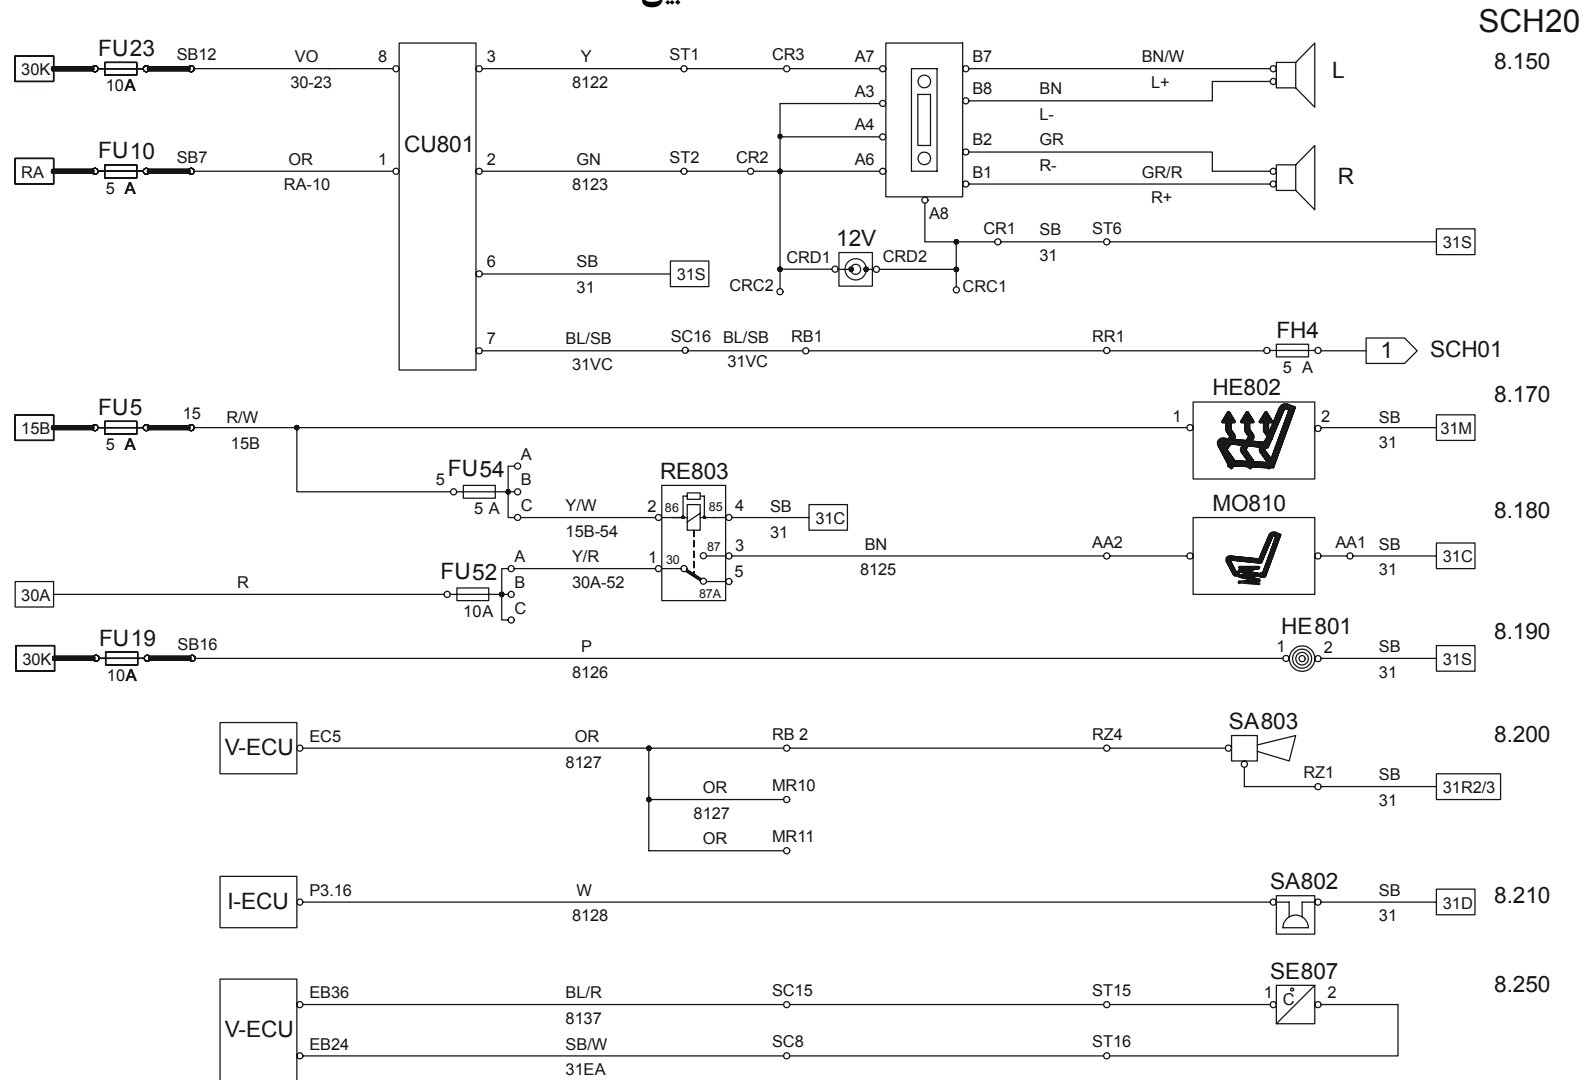 SCH20
8.150
30K FU23 10A SB12 VO 30-23 8 CU801 3 Y 8122 ST1 CR3 A7 B7 BN/W L+ L
A3 B8 BN L-
A4 B2 GR R-
RA FU10 5 A SB7 OR RA-10 1 2 GN 8123 ST2 CR2 A6 B1 GR/R R+ R
A8 CR1 SB 31 ST6 31S
12V CRD1 CRD2
CRC2 CRC1
6 SB 31 31S
7 BL/SB 31VC SC16 BL/SB 31VC RB1 RR1 FH4 5 A 1 SCH01
8.170
15B FU5 5 A 15 R/W 15B 1 HE802 2 SB 31 31M
8.180
5 FU54 5 A A B C Y/W 15B-54 2 RE803 86 85 4 SB 31 31C
87 3 BN 8125 AA2 MO810 AA1 SB 31 31C
30A R FU52 10A A B C Y/R 30A-52 1 30 87A 5
8.190
30K FU19 10A SB16 P 8126 HE801 1 2 SB 31 31S
8.200
V-ECU EC5 OR 8127 RB 2 RZ4 SA803
RZ1 SB 31 31R2/3
OR 8127 MR10
OR MR11
8.210
I-ECU P3.16 W 8128 SA802 SB 31 31D
8.250
V-ECU EB36 BL/R 8137 SC15 ST15 SE807 1 C° 2
EB24 SB/W 31EA SC8 ST16